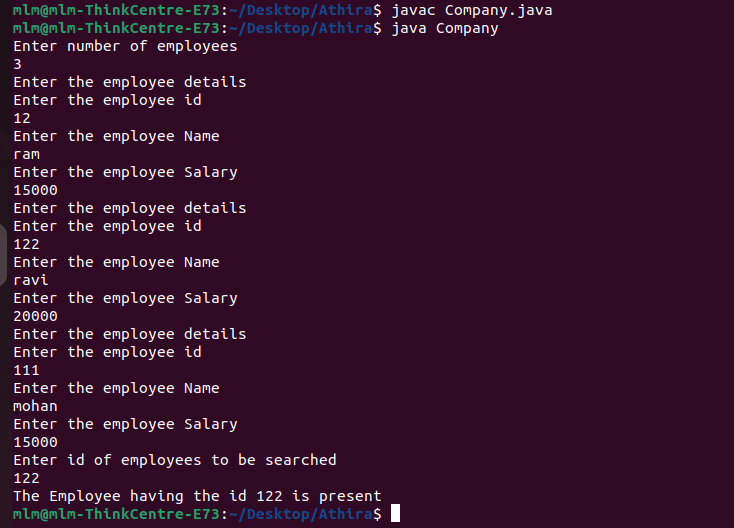 mlm@mlm-ThinkCentre-E73:~/Desktop/Athira$ javac Company.java
mlm@mlm-ThinkCentre-E73:~/Desktop/Athira$ java Company
Enter number of employees
3
Enter the employee details
Enter the employee id
12
Enter the employee Name
ram
Enter the employee Salary
15000
Enter the employee details
Enter the employee id
122
Enter the employee Name
ravi
Enter the employee Salary
20000
Enter the employee details
Enter the employee id
111
Enter the employee Name
mohan
Enter the employee Salary
15000
Enter id of employees to be searched
122
The Employee having the id 122 is present
mlm@mlm-ThinkCentre-E73:~/Desktop/Athira$